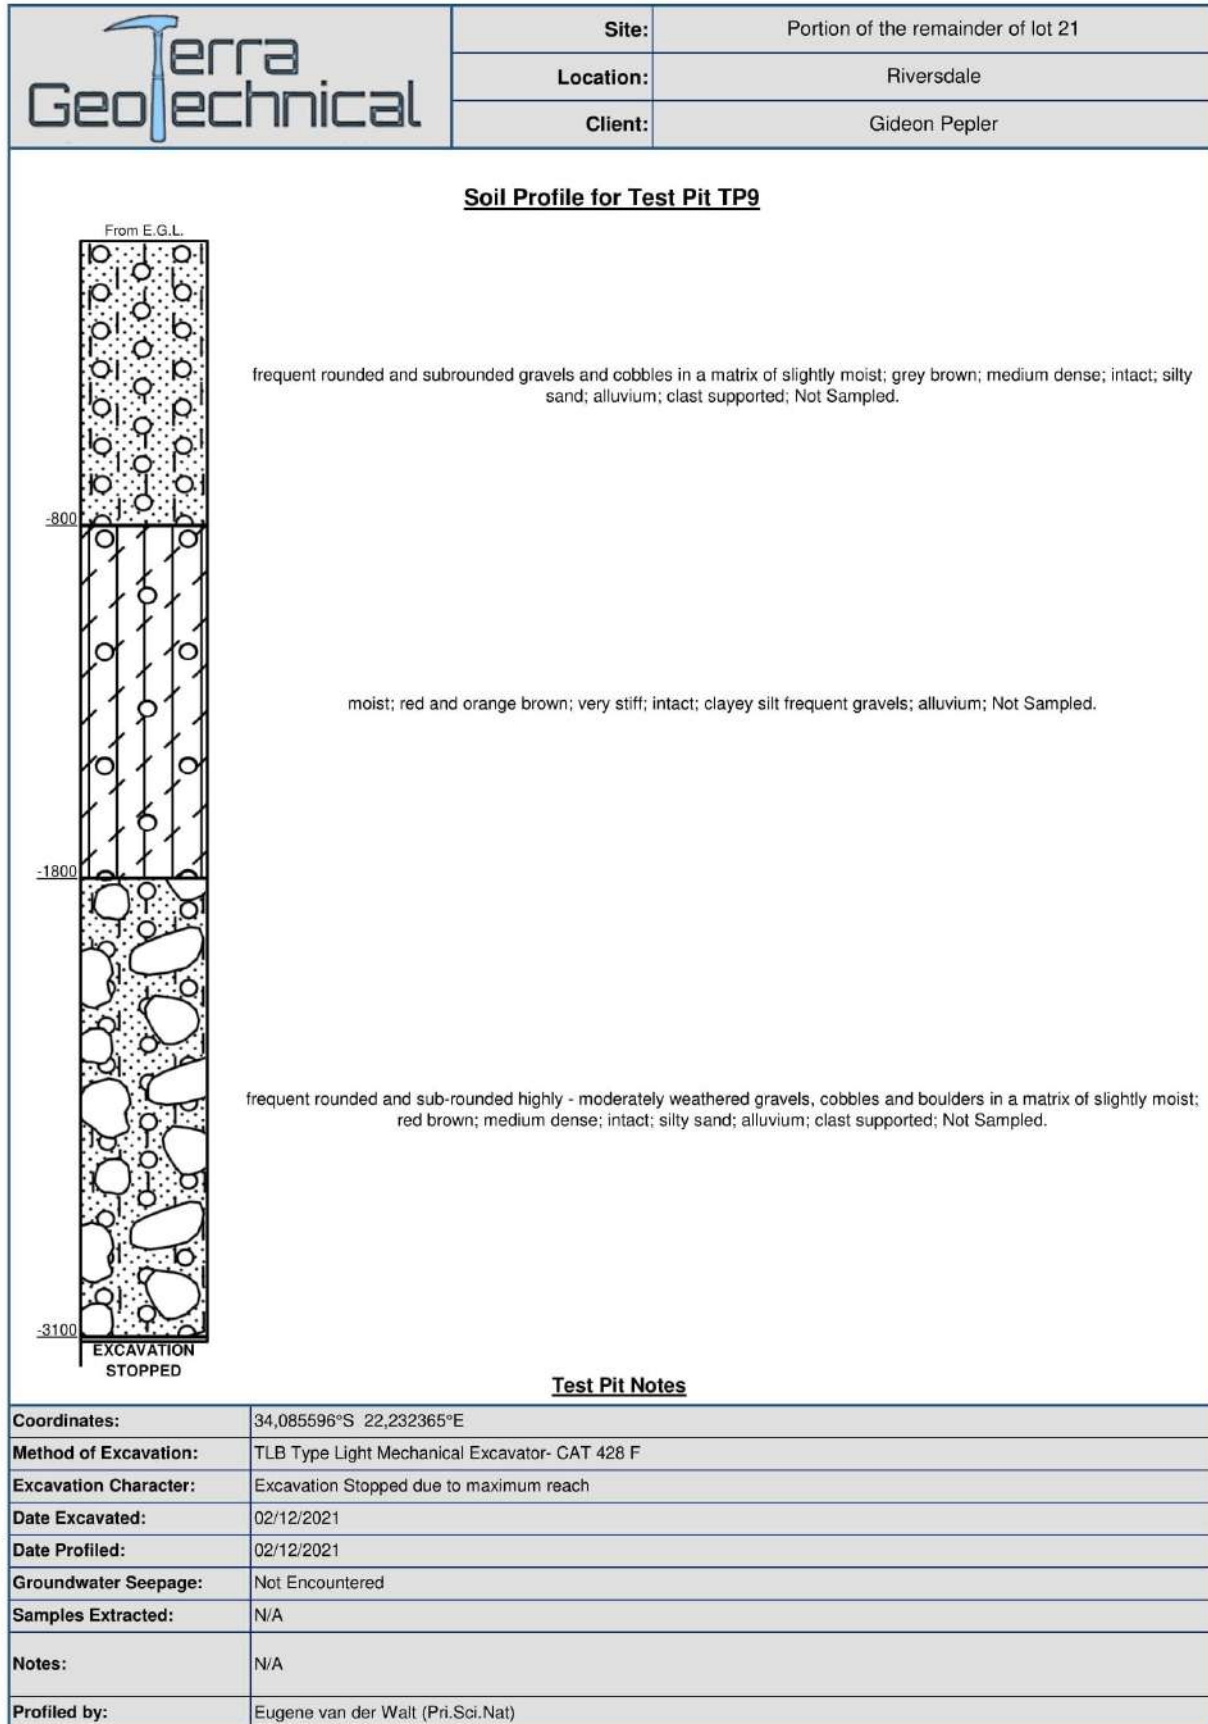 Terra
GeoTechnical
Site: Portion of the remainder of lot 21
Location: Riversdale
Client: Gideon Pepler
Soil Profile for Test Pit TP9
From E.G.L.
frequent rounded and subrounded gravels and cobbles in a matrix of slightly moist; grey brown; medium dense; intact; silty
sand; alluvium; clast supported; Not Sampled.
-800
moist; red and orange brown; very stiff; intact; clayey silt frequent gravels; alluvium; Not Sampled.
-1800
frequent rounded and sub-rounded highly - moderately weathered gravels, cobbles and boulders in a matrix of slightly moist;
red brown; medium dense; intact; silty sand; alluvium; clast supported; Not Sampled.
-3100
EXCAVATION
STOPPED
Test Pit Notes
Coordinates: 34,085596°S 22,232365°E
Method of Excavation: TLB Type Light Mechanical Excavator- CAT 428 F
Excavation Character: Excavation Stopped due to maximum reach
Date Excavated: 02/12/2021
Date Profiled: 02/12/2021
Groundwater Seepage: Not Encountered
Samples Extracted: N/A
Notes: N/A
Profiled by: Eugene van der Walt (Pri.Sci.Nat)